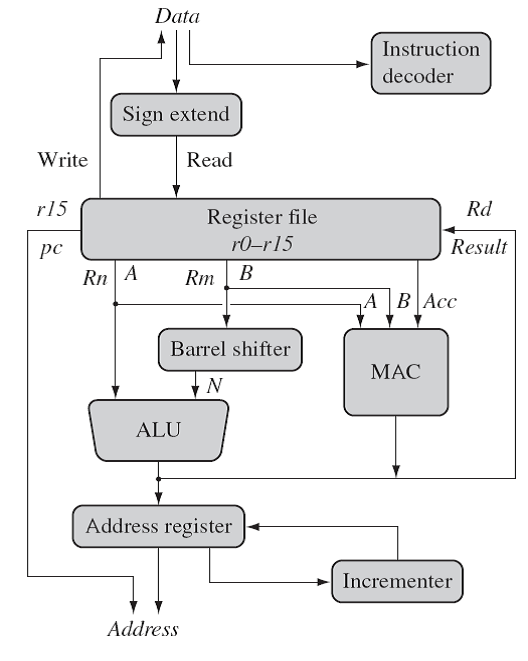 Data
Instruction
decoder
Sign extend
Write
Read
r15
Register file
Rd
pc
r0–r15
Result
Rn
A
Rm
B
A
B
Acc
Barrel shifter
MAC
N
ALU
Address register
Incrementer
Address